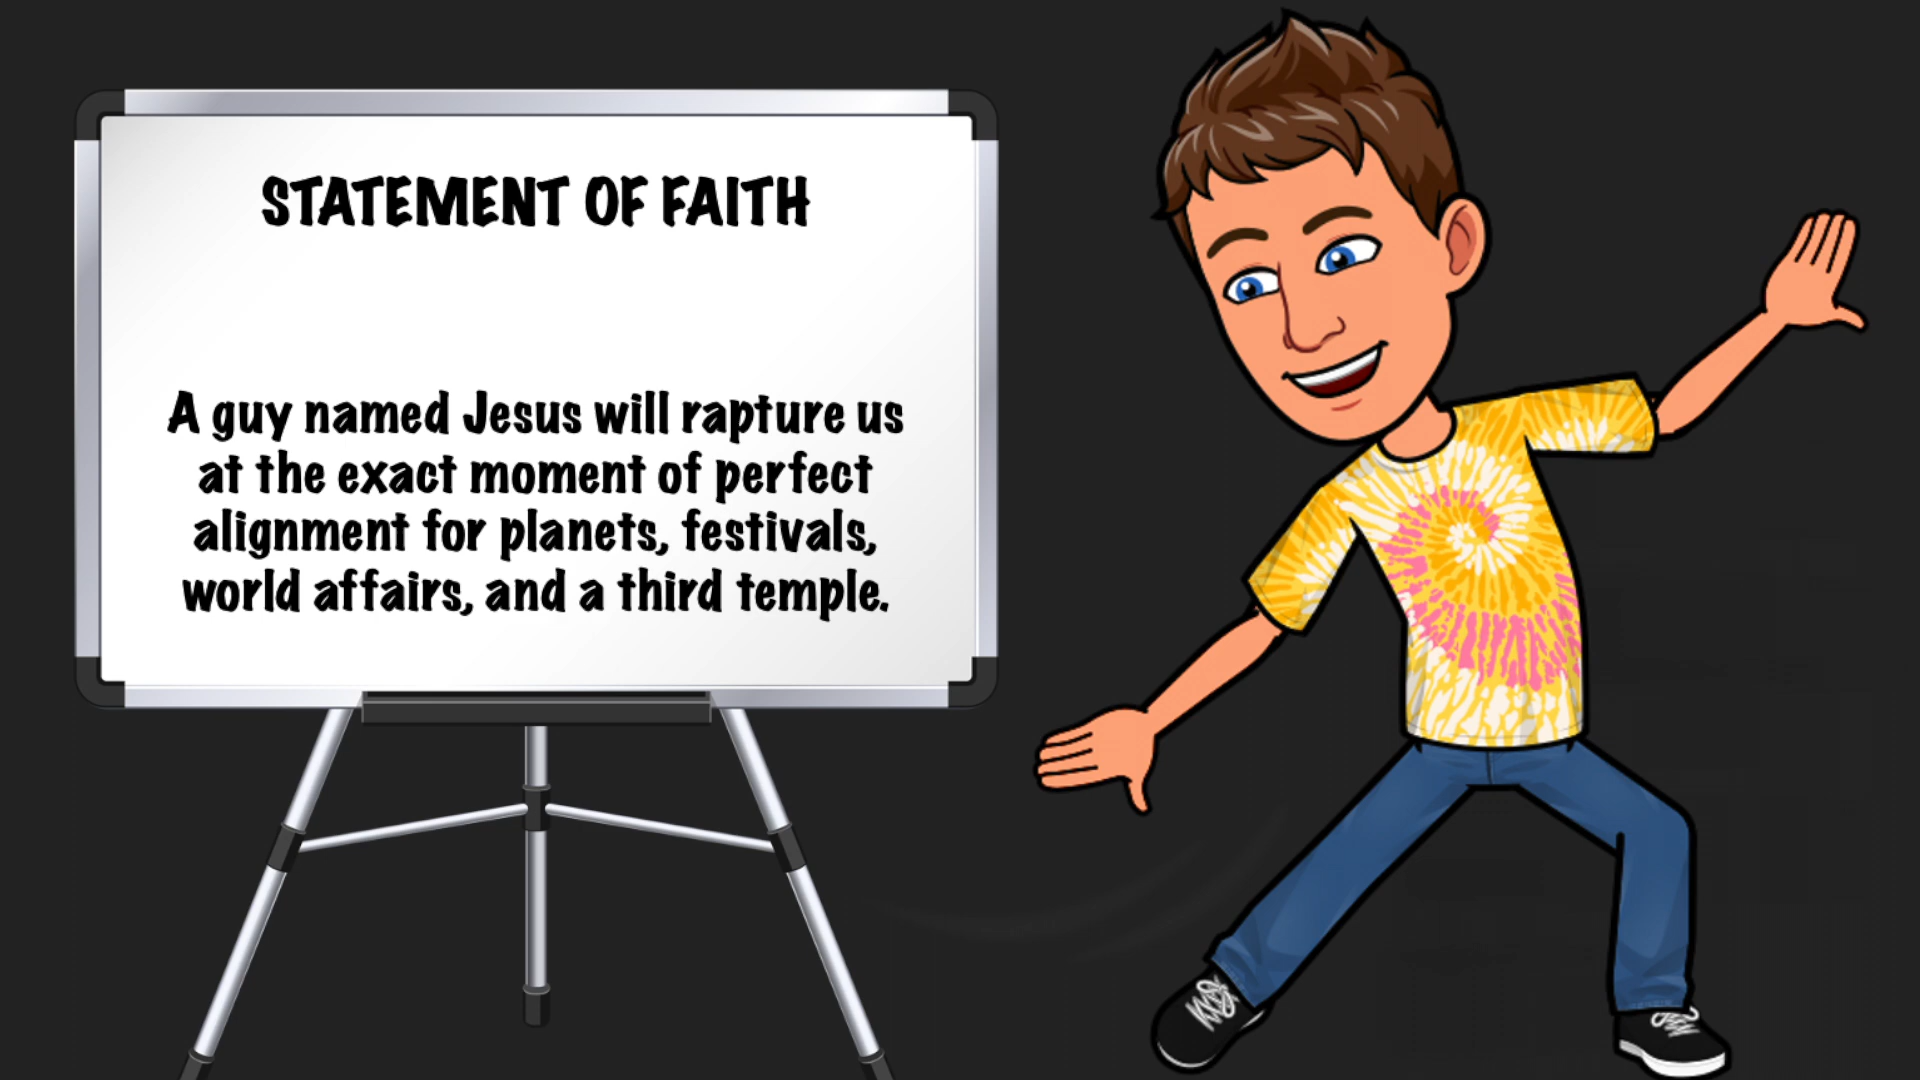 STATEMENT OF FAITH
A guy named Jesus will rapture us
at the exact moment of perfect
alignment for planets, festivals,
world affairs, and a third temple.